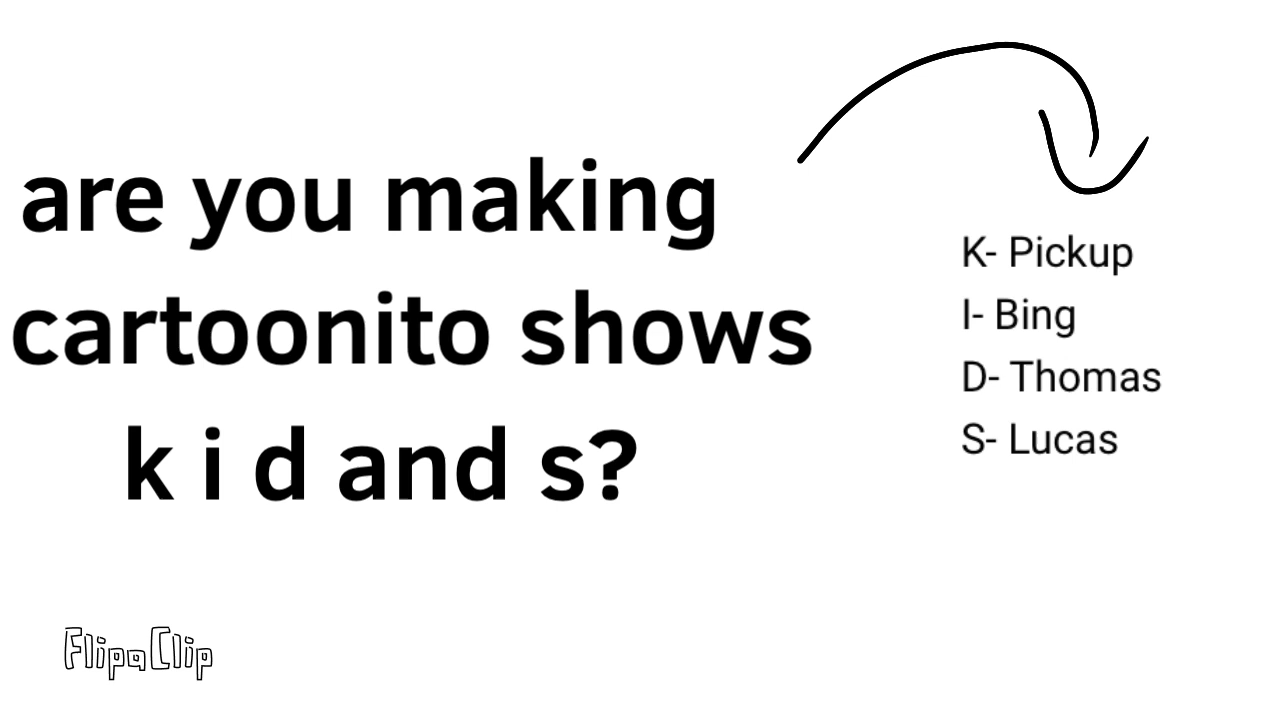 are you making
cartoonito shows
k i d and s?
K- Pickup
I- Bing
D- Thomas
S- Lucas
FlipaClip